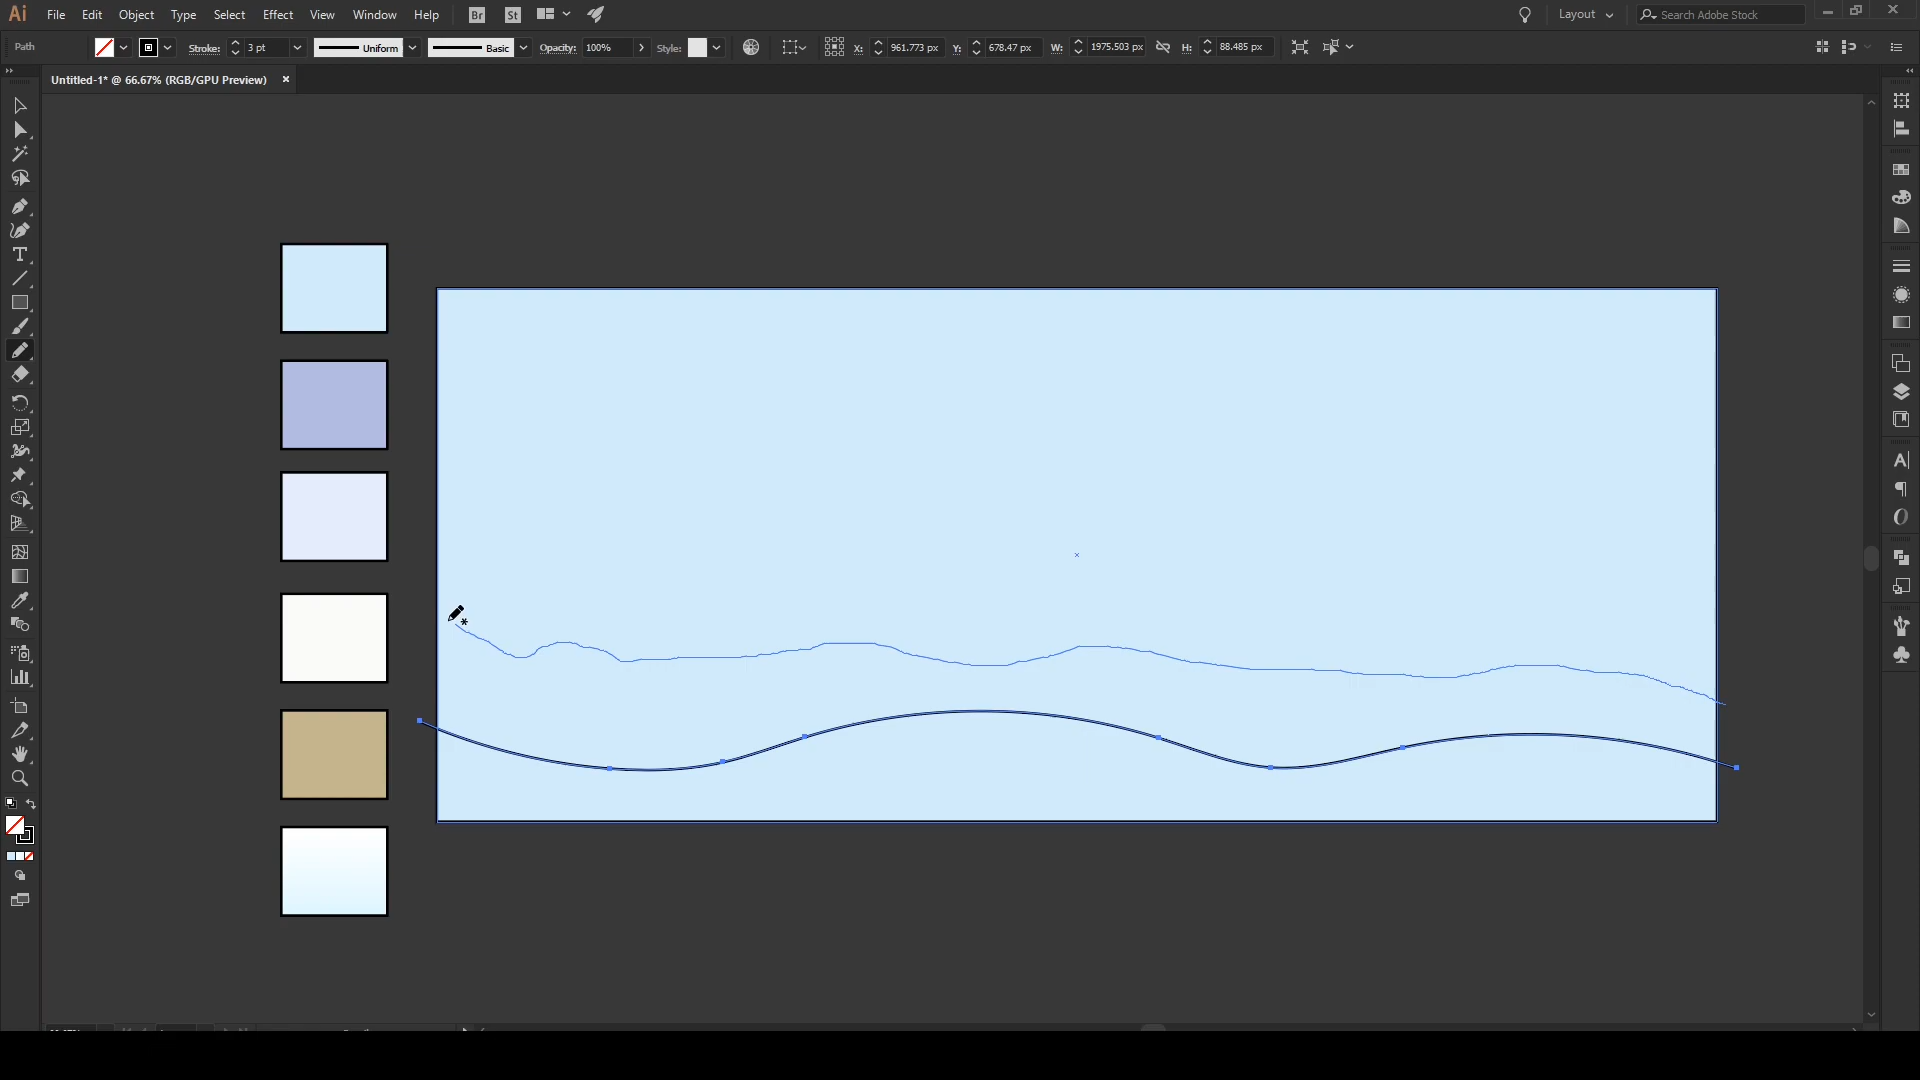 Ai File Edit Object Type Select Effect View Window Help Br St Layout Search Adobe Stock
Path Stroke: 3 pt Uniform Basic Opacity: 100% Style: X: 961.773 px Y: 678.47 px W: 1975.503 px H: 88.485 px
Untitled-1* @ 66.67% (RGB/GPU Preview)